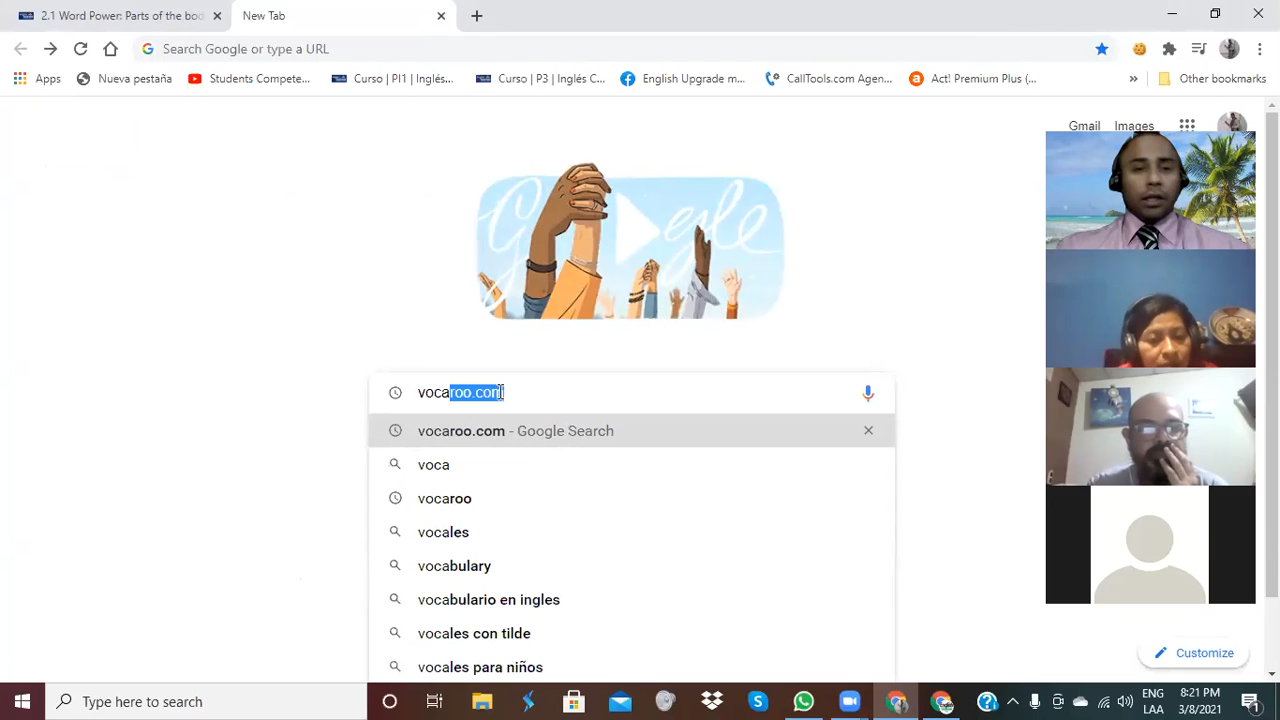 2.1 Word Power: Parts of the bod
New Tab
Search Google or type a URL
Apps
Nueva pestaña
Students Compete...
Curso | PI1 | Inglés...
Curso | P3 | Inglés C...
English Upgrade m...
CallTools.com Agen...
Act! Premium Plus (...
»
Other bookmarks
Gmail
Images
Google
vocaroo.com
vocaroo.com - Google Search
voca
vocaroo
vocales
vocabulary
vocabulario en ingles
vocales con tilde
vocales para niños
Customize
Type here to search
ENG
LAA
8:21 PM
3/8/2021